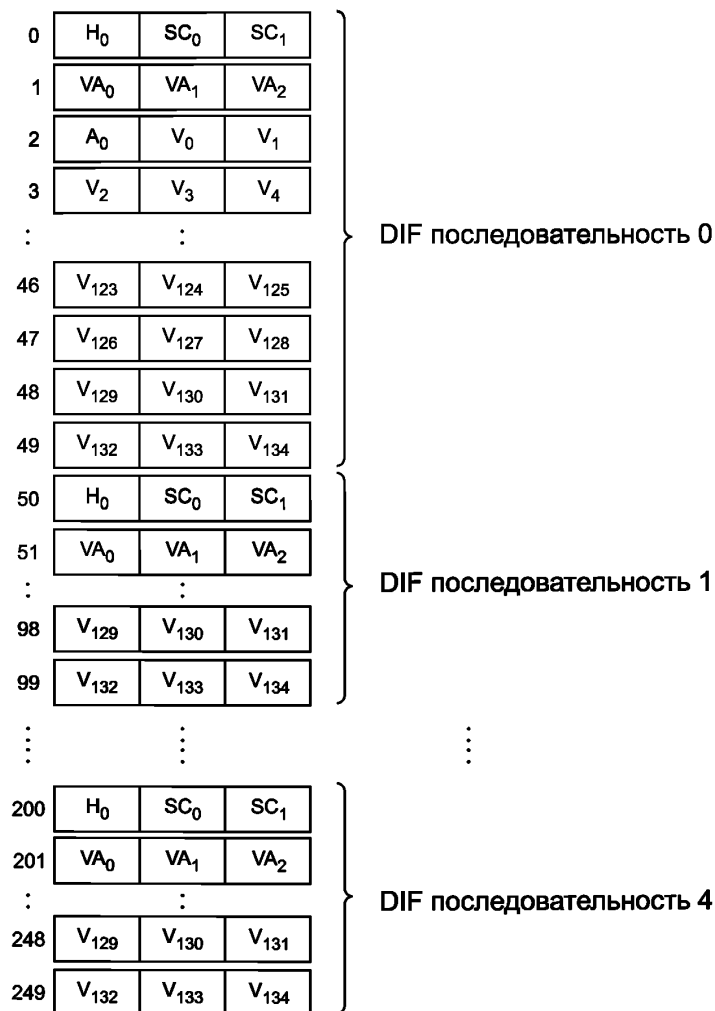 0 H₀ SC₀ SC₁
1 VA₀ VA₁ VA₂
2 A₀ V₀ V₁
3 V₂ V₃ V₄
: : DIF последовательность 0
46 V₁₂₃ V₁₂₄ V₁₂₅
47 V₁₂₆ V₁₂₇ V₁₂₈
48 V₁₂₉ V₁₃₀ V₁₃₁
49 V₁₃₂ V₁₃₃ V₁₃₄
50 H₀ SC₀ SC₁
51 VA₀ VA₁ VA₂
: : DIF последовательность 1
98 V₁₂₉ V₁₃₀ V₁₃₁
99 V₁₃₂ V₁₃₃ V₁₃₄
200 H₀ SC₀ SC₁
201 VA₀ VA₁ VA₂
: : DIF последовательность 4
248 V₁₂₉ V₁₃₀ V₁₃₁
249 V₁₃₂ V₁₃₃ V₁₃₄